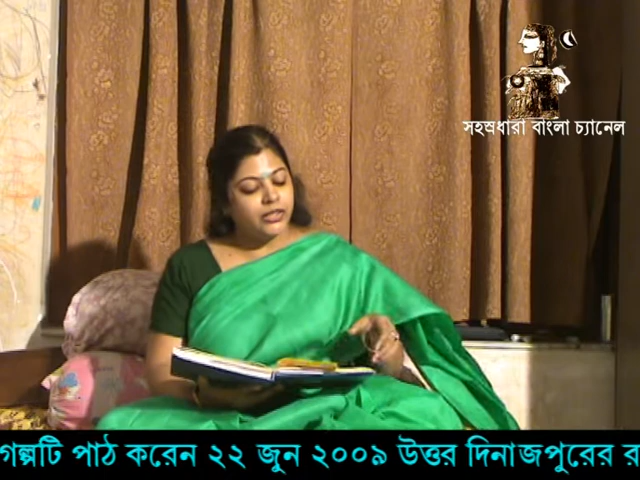 সহস্রধারা বাংলা চ্যানেল
গল্পটি পাঠ করেন ২২ জুন ২০০৯ উত্তর দিনাজপুরের র